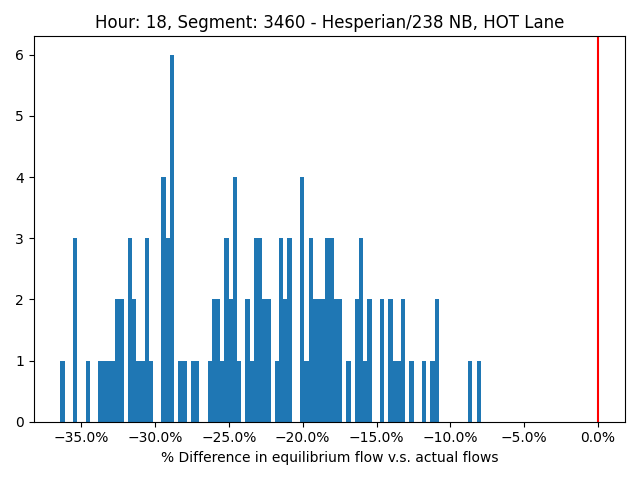 Hour: 18, Segment: 3460 - Hesperian/238 NB, HOT Lane
6
5
4
3
2
1
0
−35.0% −30.0% −25.0% −20.0% −15.0% −10.0% −5.0% 0.0%
% Difference in equilibrium flow v.s. actual flows